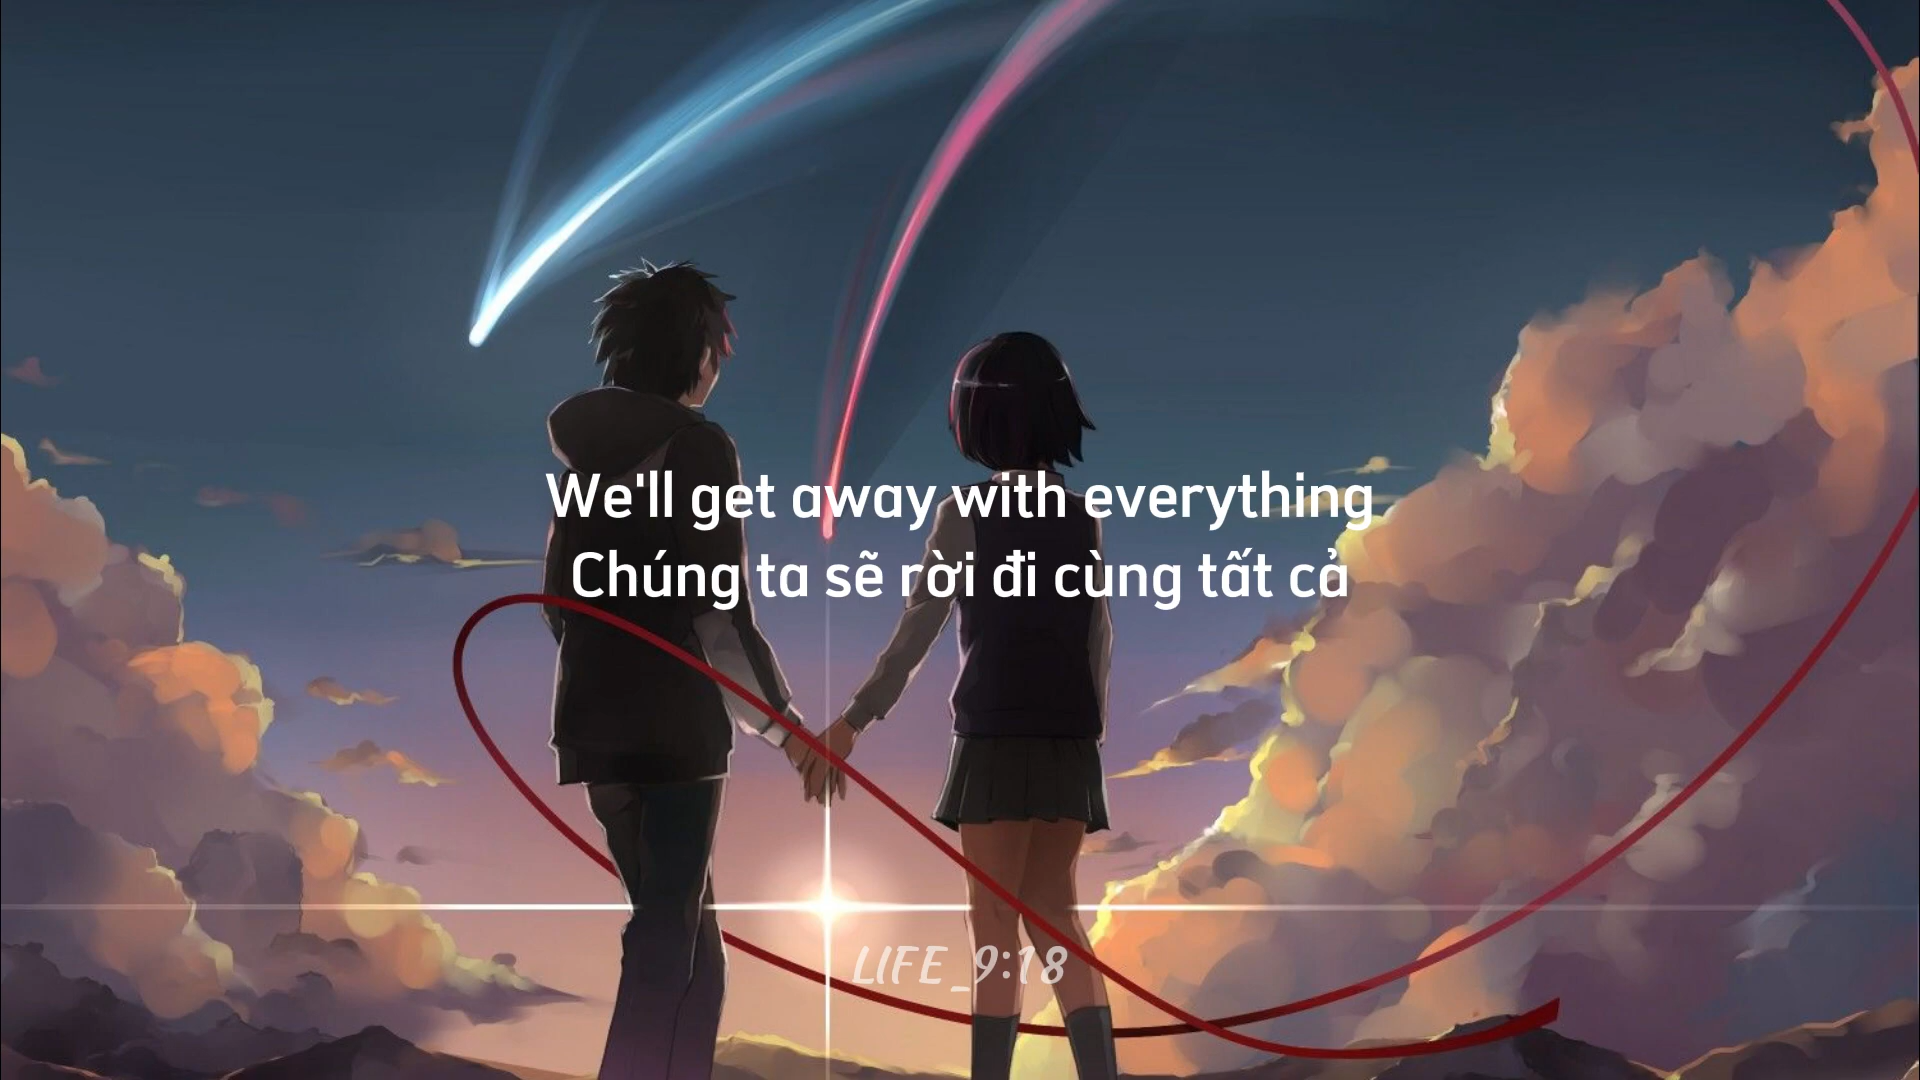 We'll get away with everything
Chúng ta sẽ rời đi cùng tất cả
LIFE_9:18